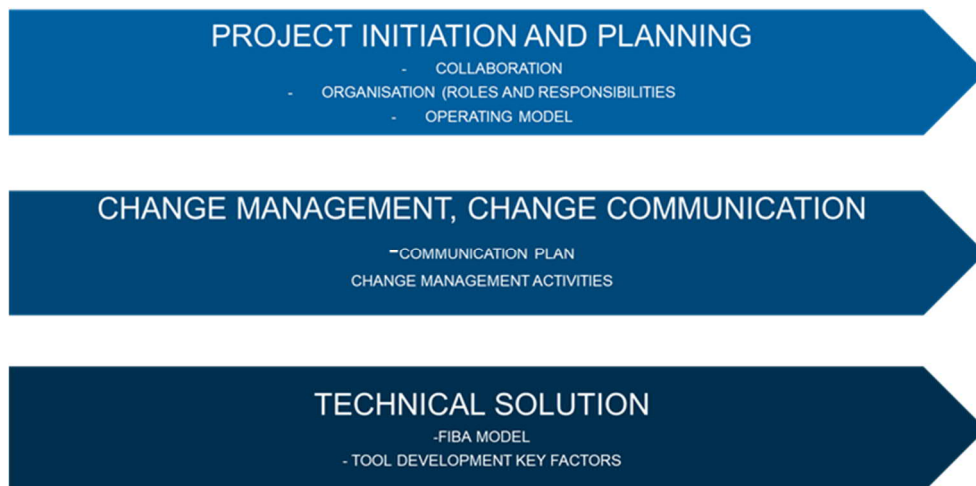 PROJECT INITIATION AND PLANNING
- COLLABORATION
- ORGANISATION (ROLES AND RESPONSIBILITIES
- OPERATING MODEL
CHANGE MANAGEMENT, CHANGE COMMUNICATION
-COMMUNICATION PLAN
CHANGE MANAGEMENT ACTIVITIES
TECHNICAL SOLUTION
-FIBA MODEL
- TOOL DEVELOPMENT KEY FACTORS